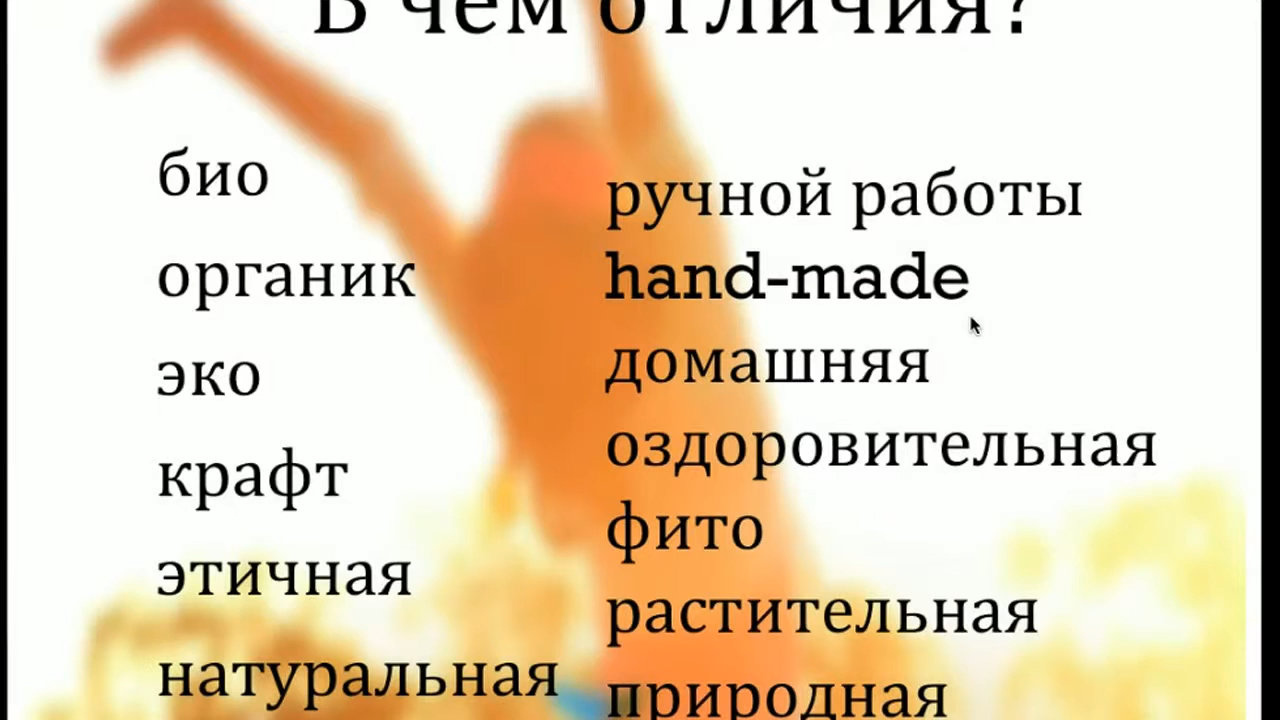 В чем отличия?
био
органик
эко
крафт
этичная
натуральная
ручной работы
hand-made
домашняя
оздоровительная
фито
растительная
природная